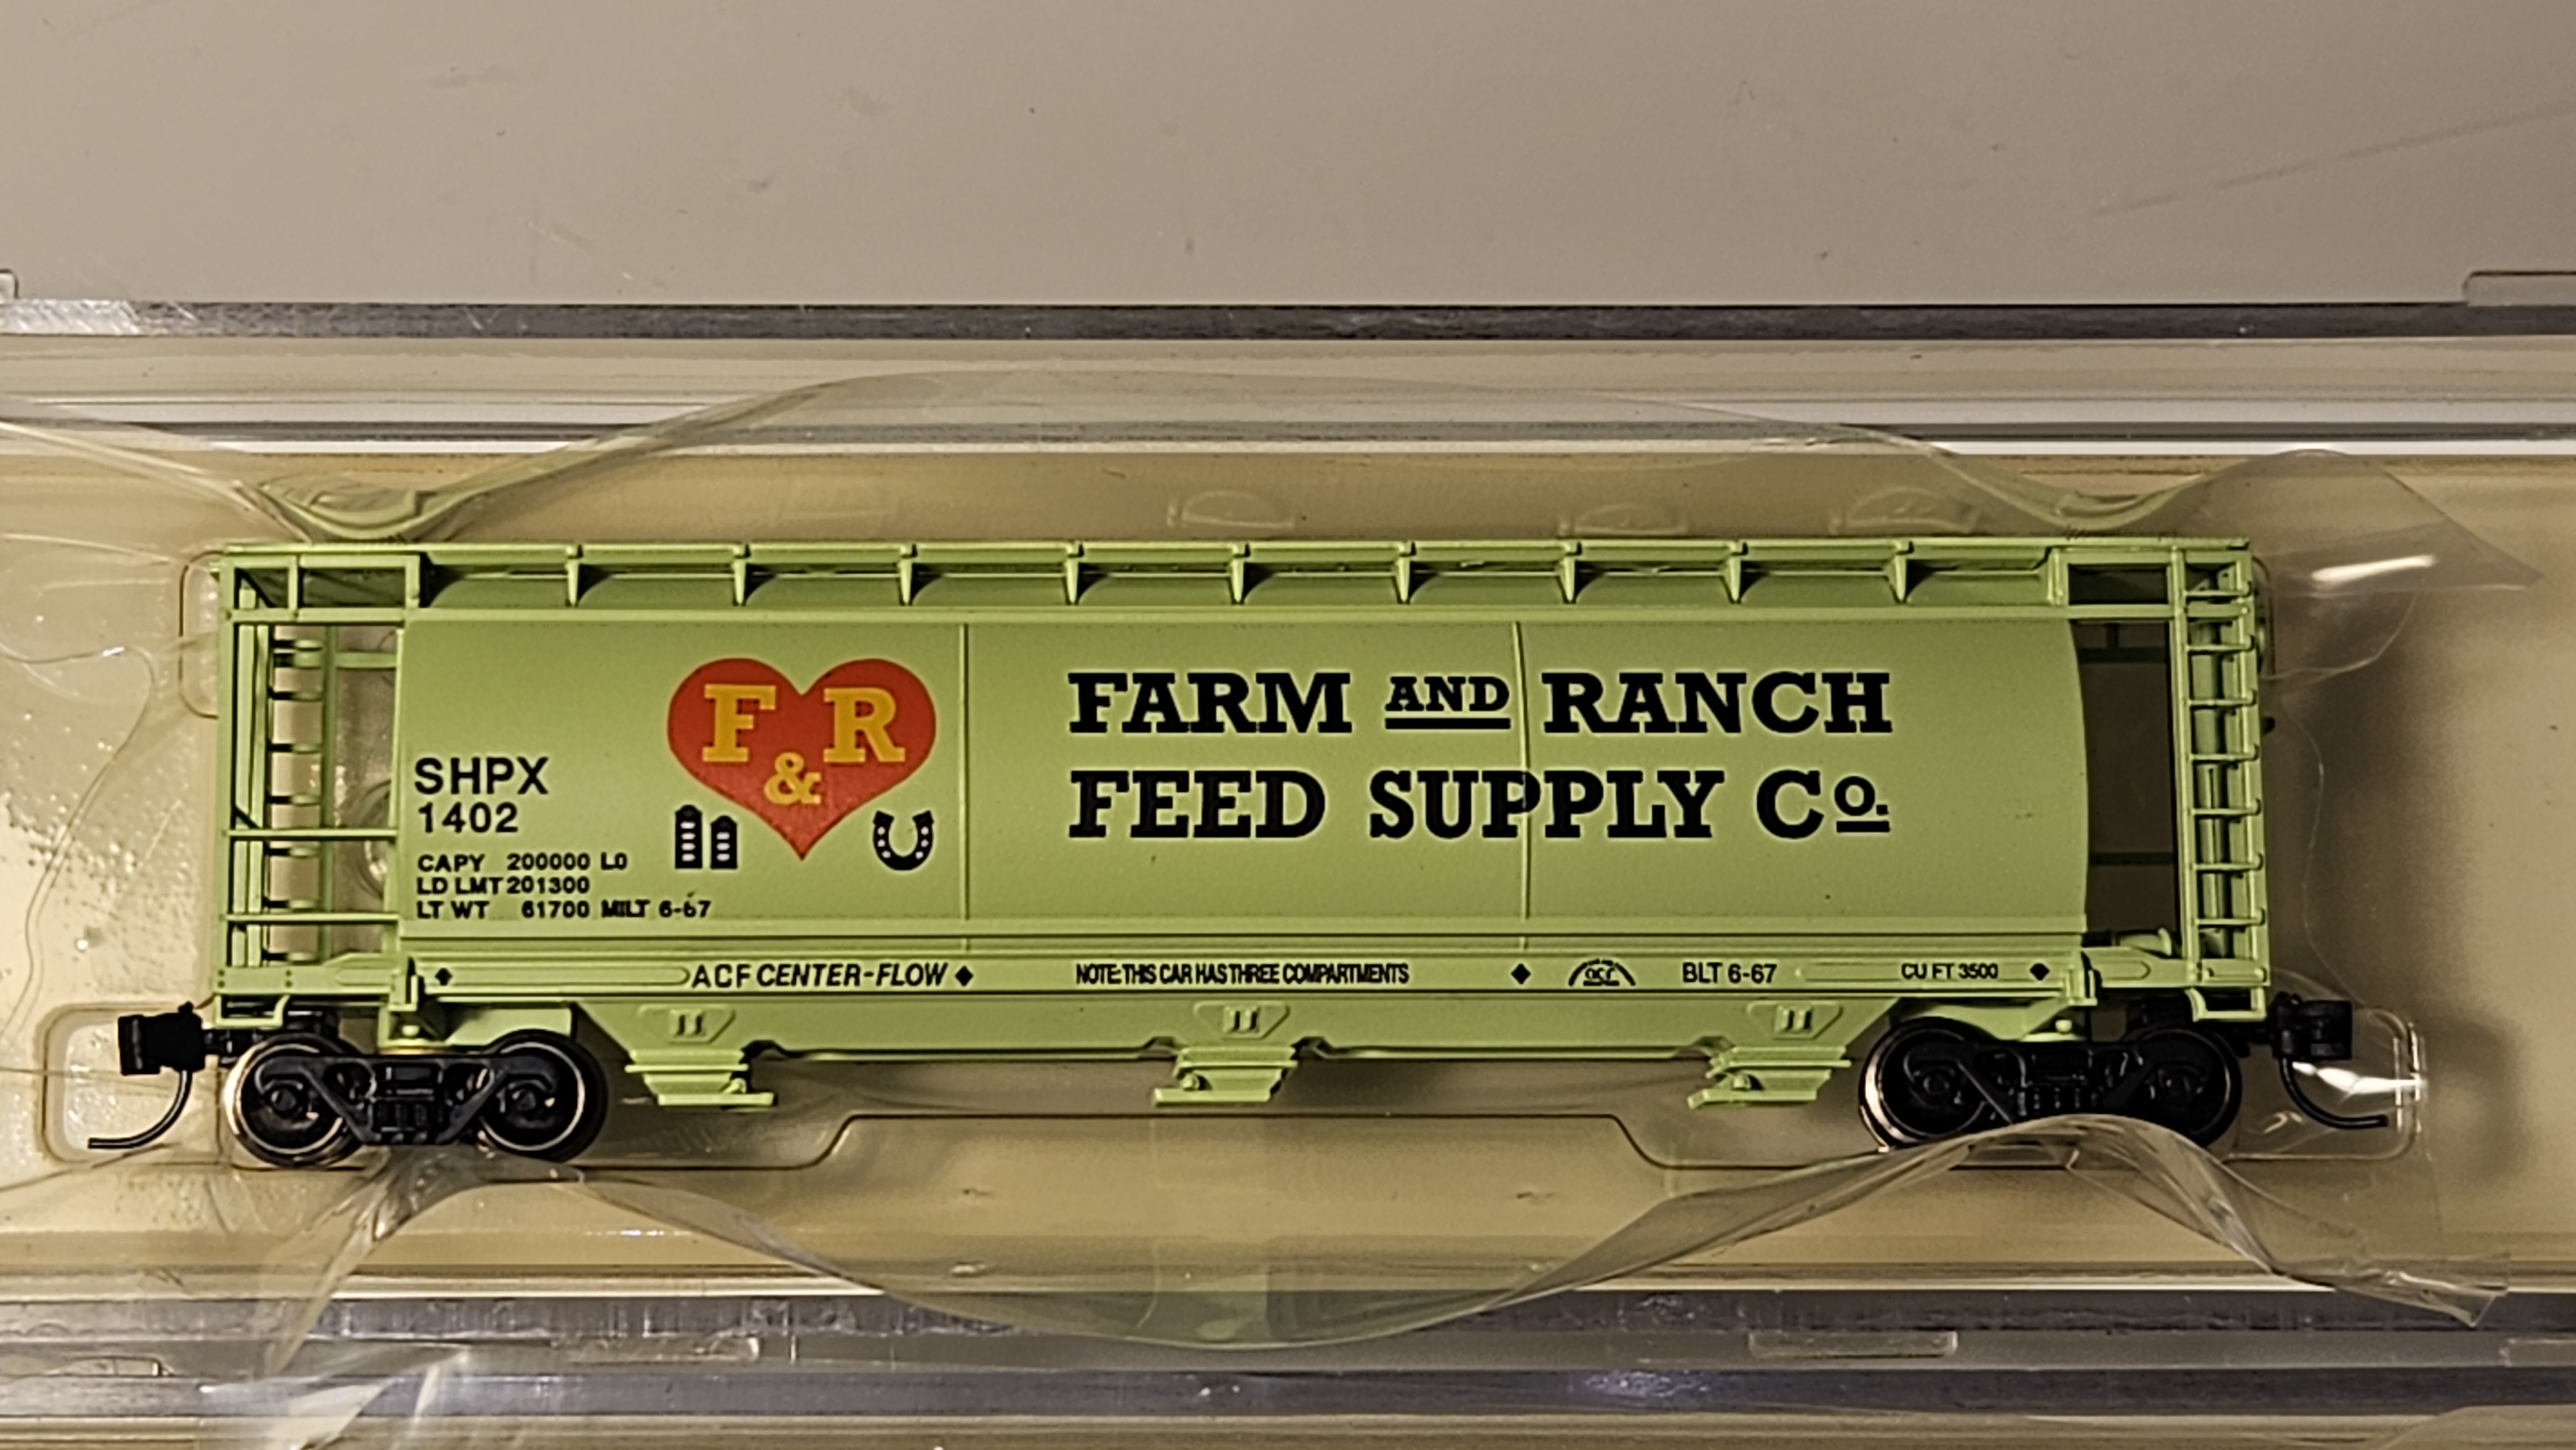 F & R
FARM AND RANCH
FEED SUPPLY Co.
SHPX
1402
CAPY 200000 LO
LD LMT 201300
LT WT 61700 MILT 6-67
ACF CENTER-FLOW
NOTE: THIS CAR HAS THREE COMPARTMENTS
acf
BLT 6-67
CU FT 3500